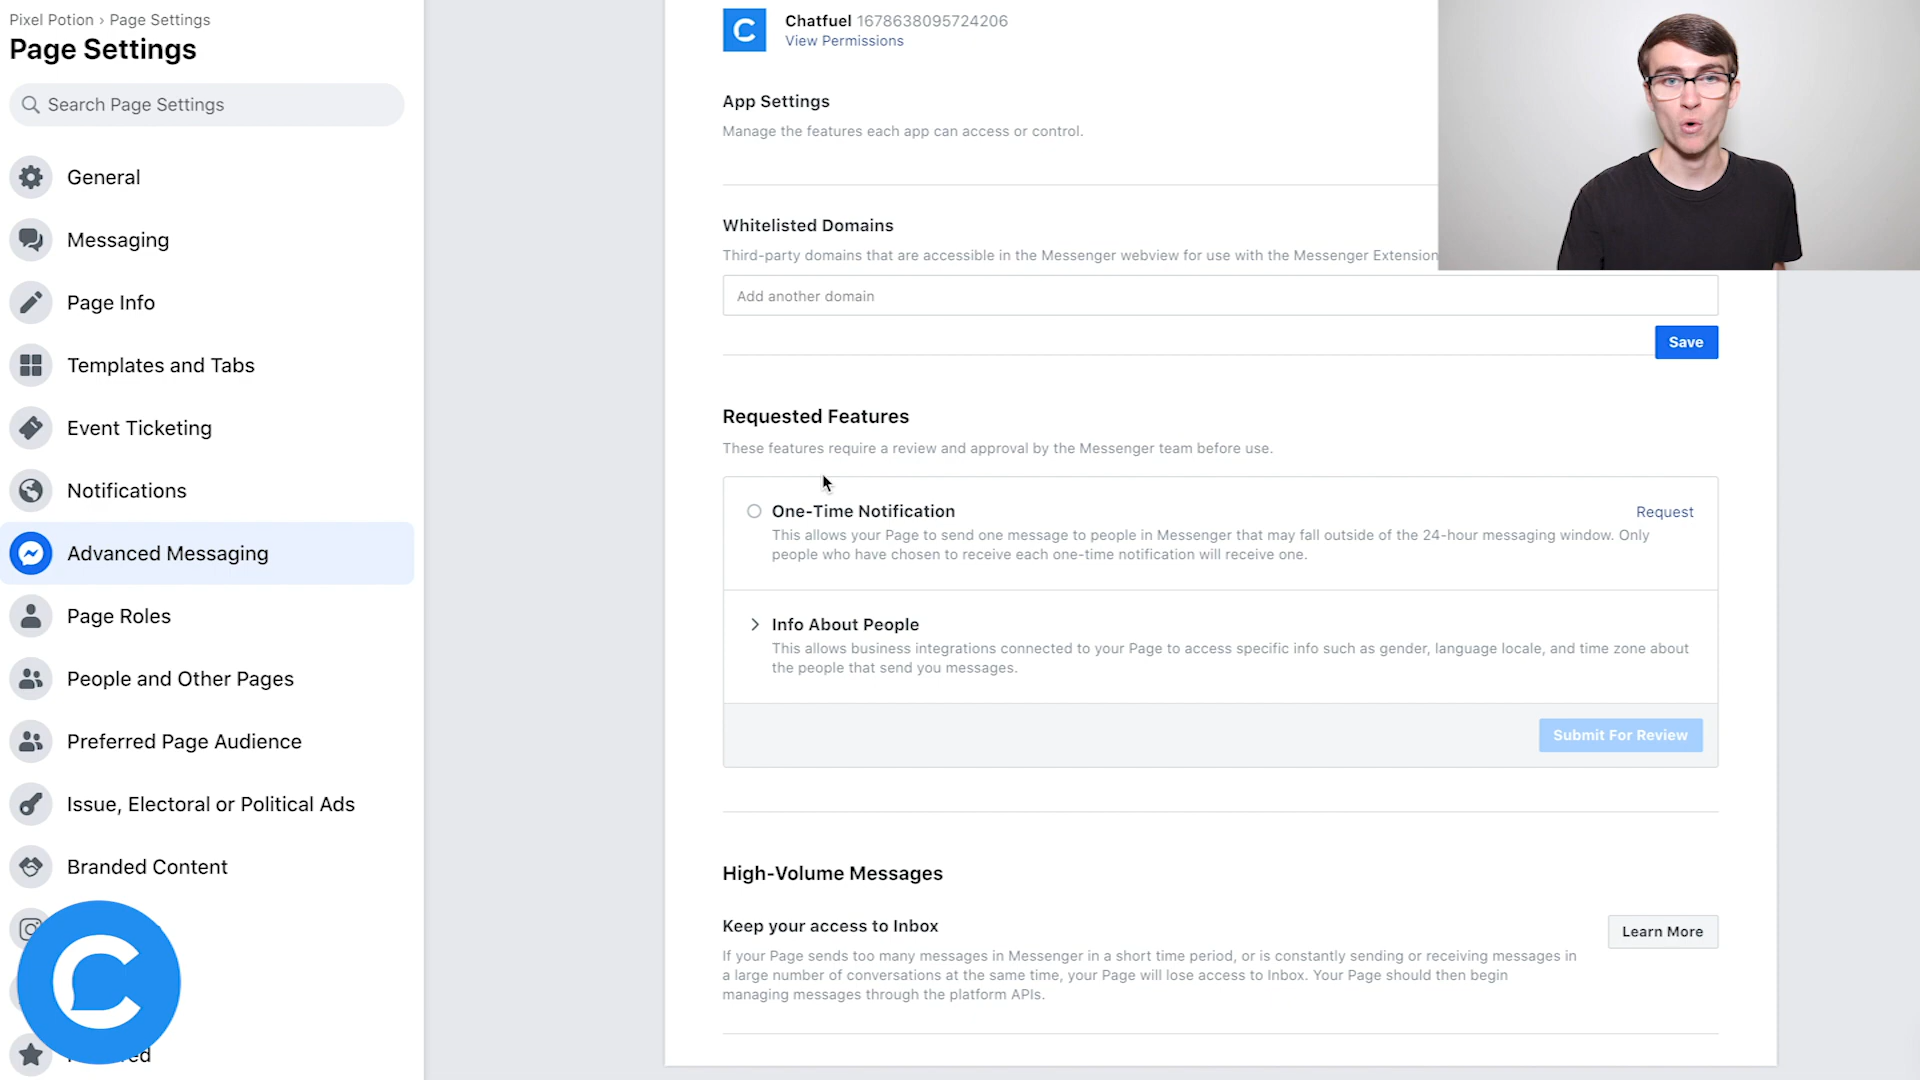 Pixel Potion › Page Settings
Page Settings
Search Page Settings
General
Messaging
Page Info
Templates and Tabs
Event Ticketing
Notifications
Advanced Messaging
Page Roles
People and Other Pages
Preferred Page Audience
Issue, Electoral or Political Ads
Branded Content
Chatfuel 1678638095724206
View Permissions
App Settings
Manage the features each app can access or control.
Whitelisted Domains
Third-party domains that are accessible in the Messenger webview for use with the Messenger Extension
Add another domain
Save
Requested Features
These features require a review and approval by the Messenger team before use.
One-Time Notification
Request
This allows your Page to send one message to people in Messenger that may fall outside of the 24-hour messaging window. Only
people who have chosen to receive each one-time notification will receive one.
Info About People
This allows business integrations connected to your Page to access specific info such as gender, language locale, and time zone about
the people that send you messages.
Submit For Review
High-Volume Messages
Keep your access to Inbox
Learn More
If your Page sends too many messages in Messenger in a short time period, or is constantly sending or receiving messages in
a large number of conversations at the same time, your Page will lose access to Inbox. Your Page should then begin
managing messages through the platform APIs.